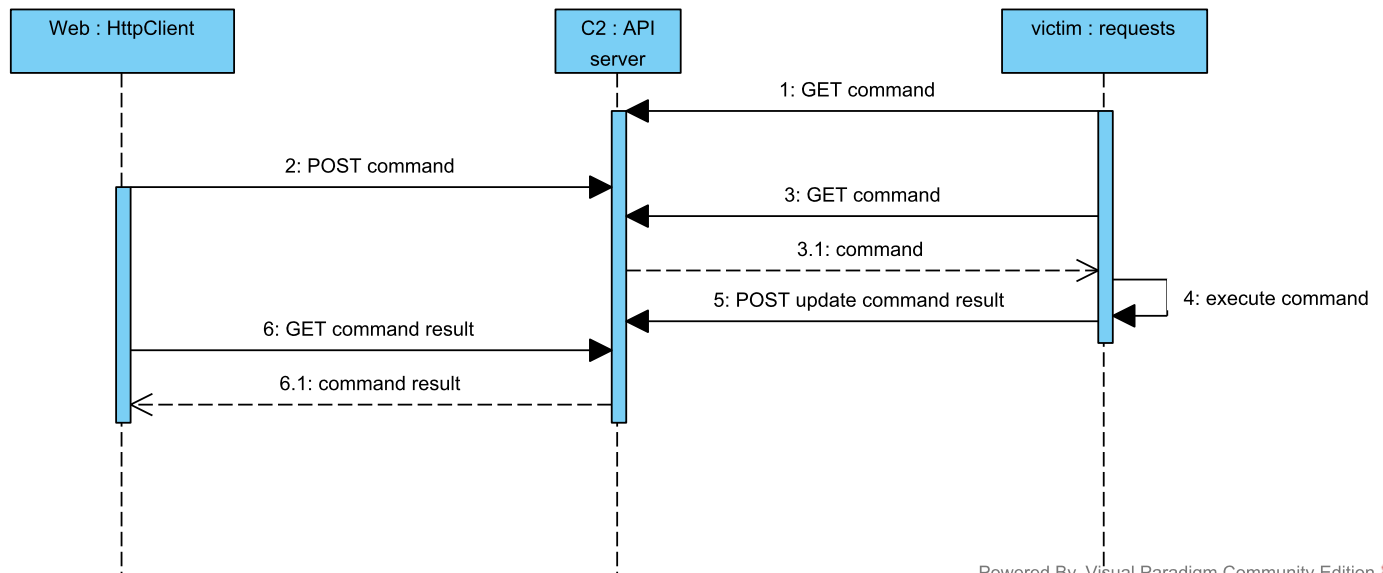 Web : HttpClient
C2 : API
server
victim : requests
1: GET command
2: POST command
3: GET command
3.1: command
4: execute command
5: POST update command result
6: GET command result
6.1: command result
Powered By Visual Paradigm Community Edition